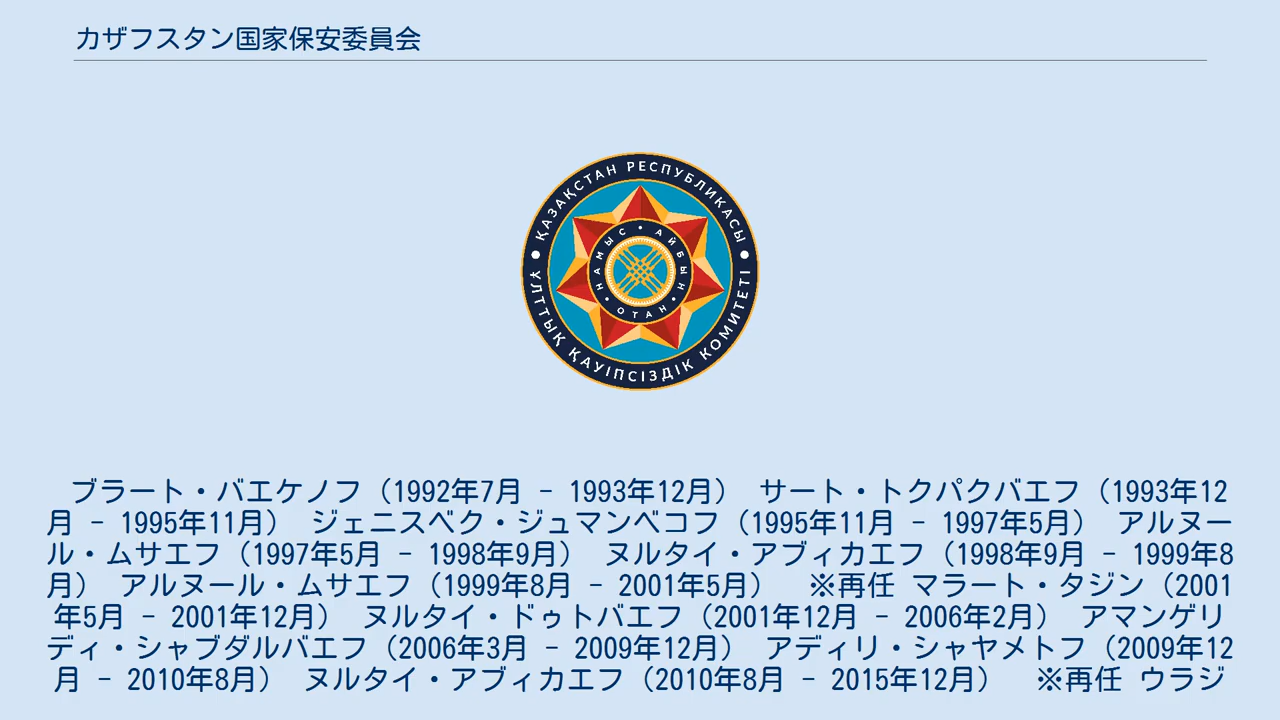 カザフスタン国家保安委員会
ҚАЗАҚСТАН РЕСПУБЛИКАСЫ
ҰЛТТЫҚ ҚАУІПСІЗДІК КОМИТЕТІ
НАМЫС • АЙБЫН • ОТАН •
ブラート・バエケノフ（1992年7月 - 1993年12月） サート・トクパクバエフ（1993年12
月 - 1995年11月） ジェニスベク・ジュマンベコフ（1995年11月 - 1997年5月） アルヌー
ル・ムサエフ（1997年5月 - 1998年9月） ヌルタイ・アブィカエフ（1998年9月 - 1999年8
月） アルヌール・ムサエフ（1999年8月 - 2001年5月） ※再任 マラート・タジン（2001
年5月 - 2001年12月） ヌルタイ・ドゥトバエフ（2001年12月 - 2006年2月） アマンゲリ
ディ・シャブダルバエフ（2006年3月 - 2009年12月） アディリ・シャヤメトフ（2009年12
月 - 2010年8月） ヌルタイ・アブィカエフ（2010年8月 - 2015年12月） ※再任 ウラジ